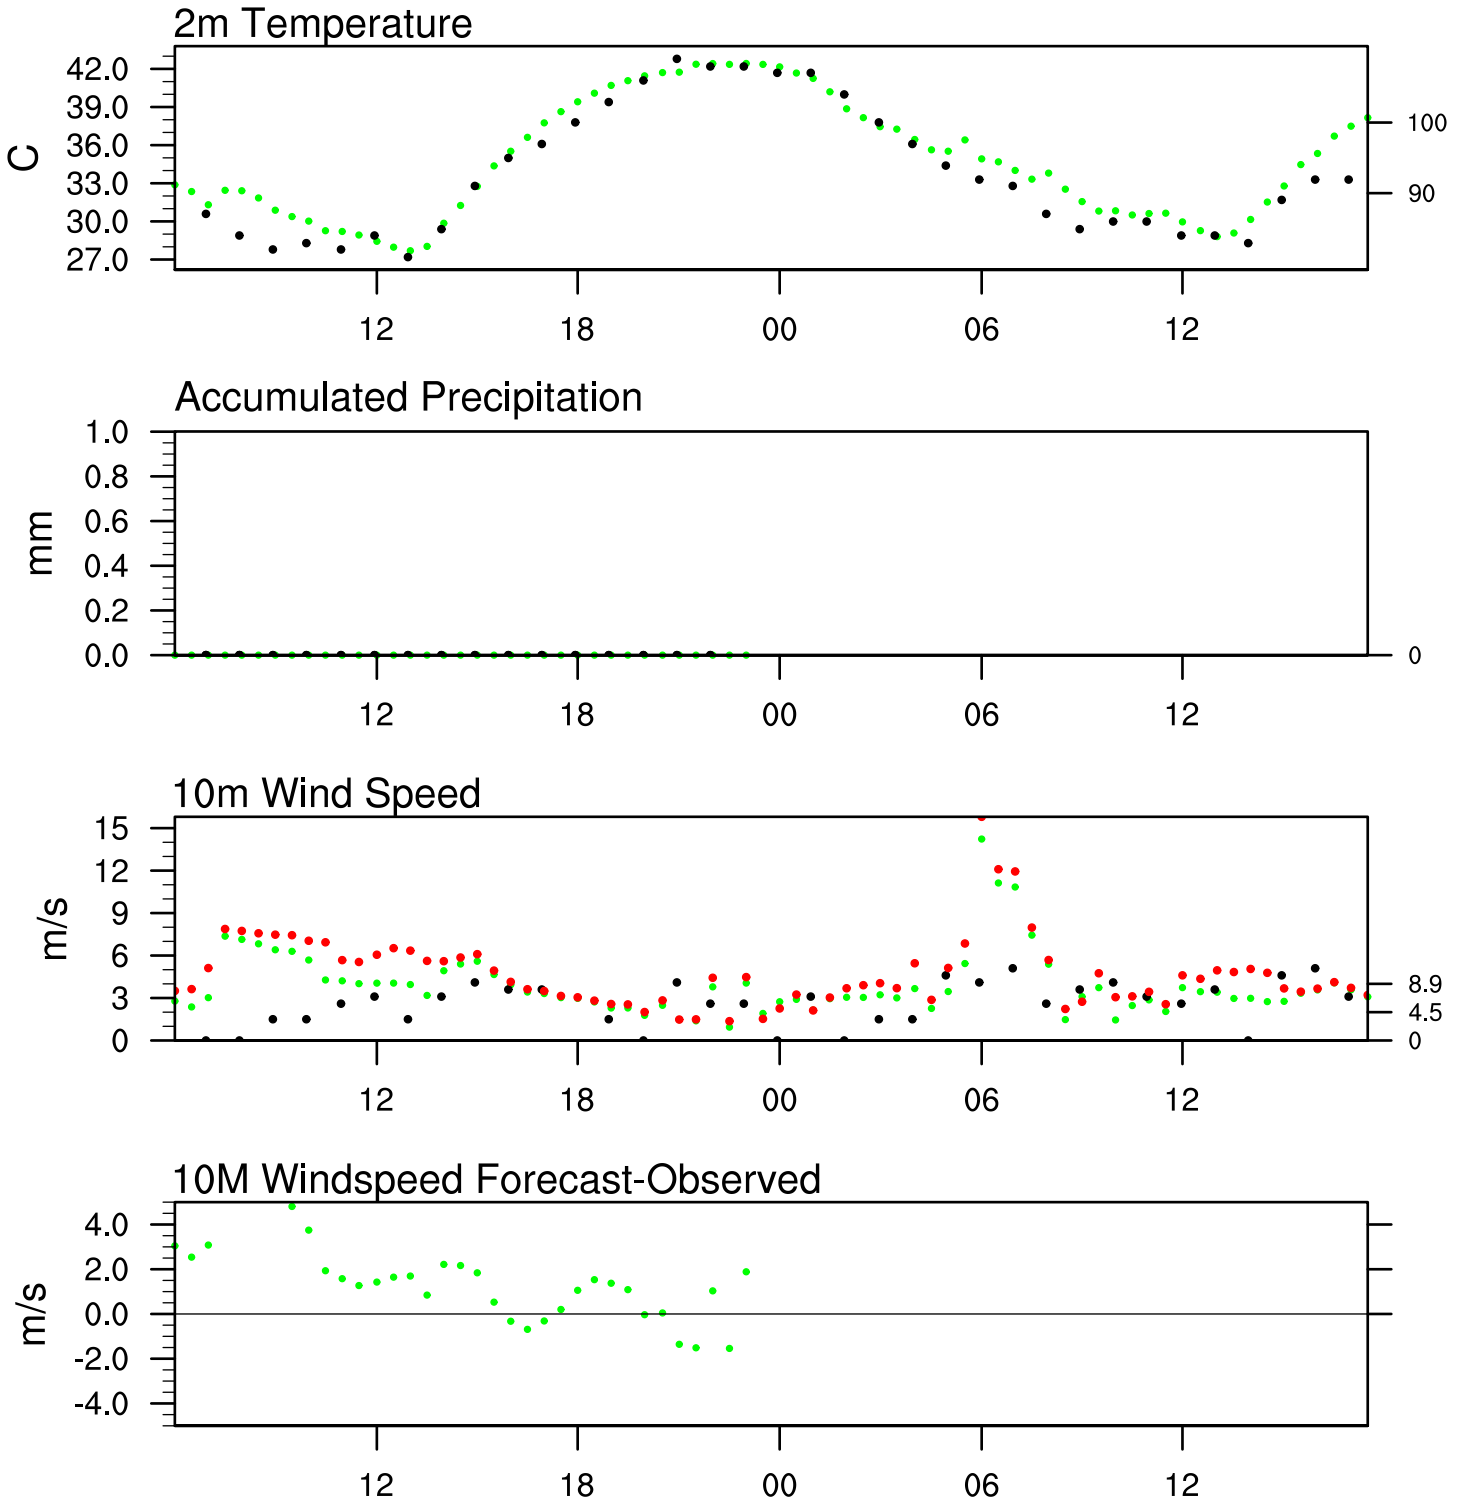 2m Temperature
42.0
39.0
36.0
33.0
30.0
27.0
C
100
90
12 18 00 06 12
Accumulated Precipitation
1.0
0.8
0.6
0.4
0.2
0.0
mm
0
12 18 00 06 12
10m Wind Speed
15
12
9
6
3
0
m/s
8.9
4.5
0
12 18 00 06 12
10M Windspeed Forecast-Observed
4.0
2.0
0.0
-2.0
-4.0
m/s
12 18 00 06 12